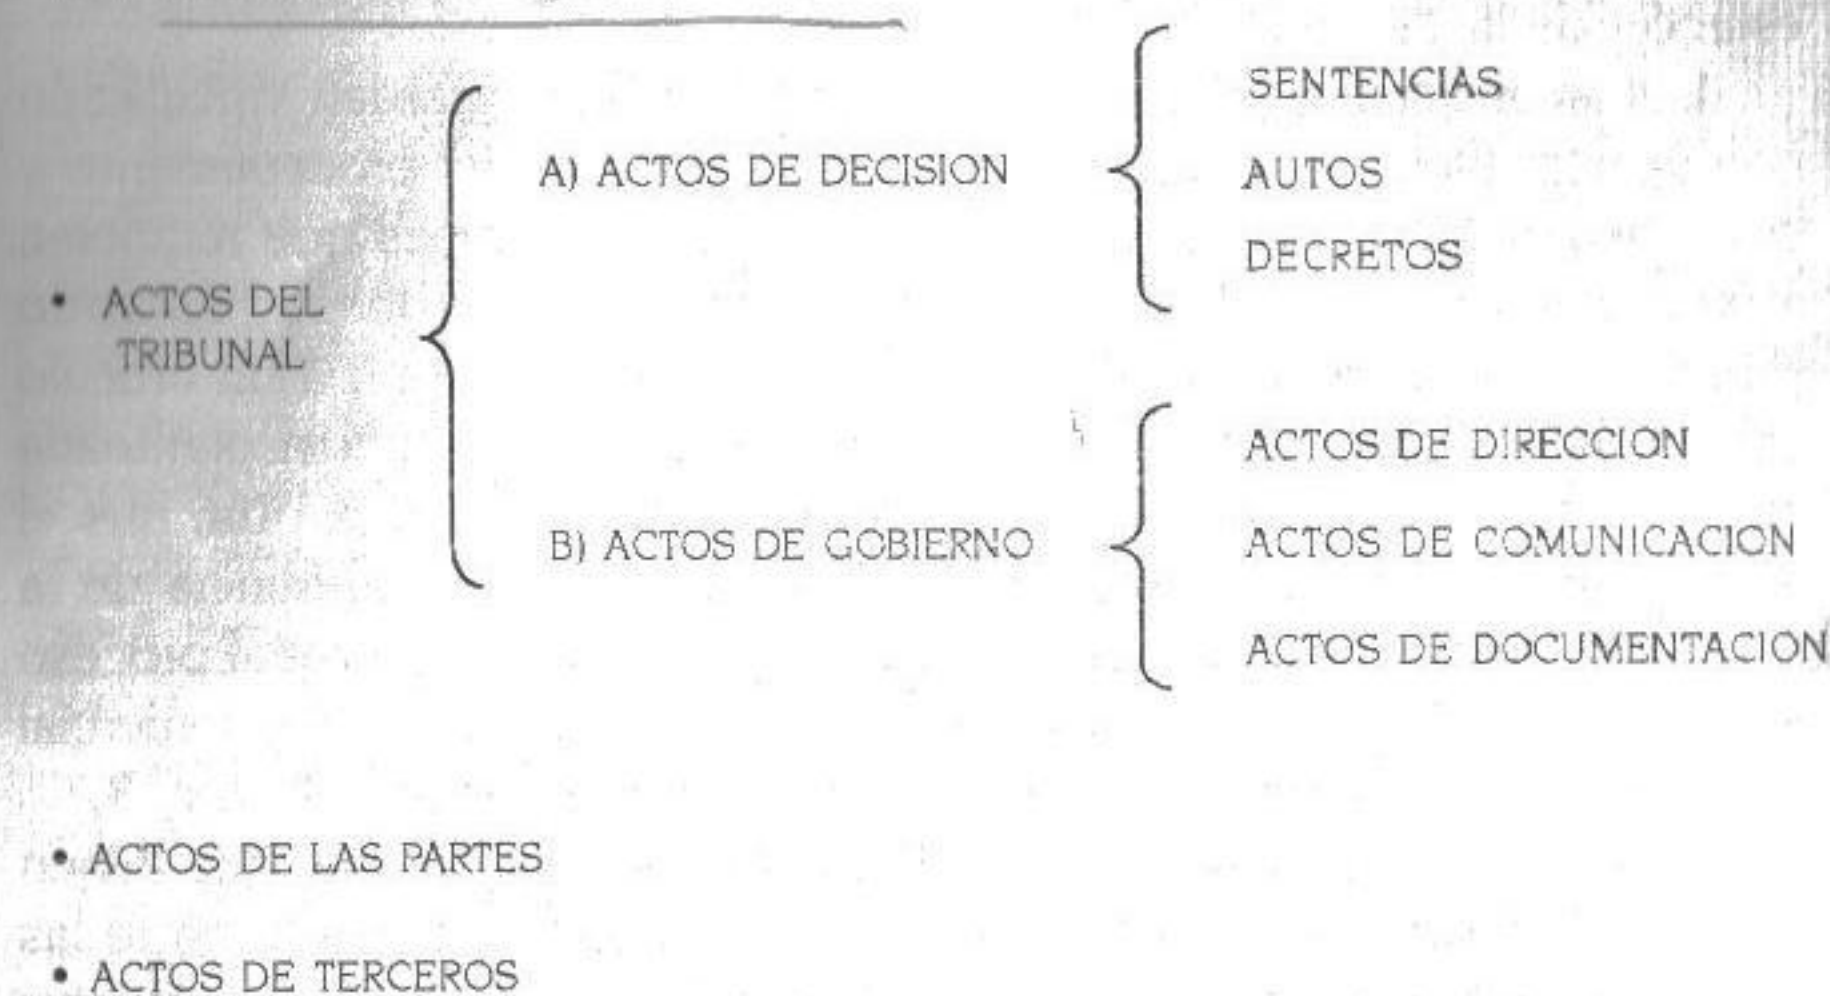 • ACTOS DEL
TRIBUNAL
A) ACTOS DE DECISION
SENTENCIAS
AUTOS
DECRETOS
B) ACTOS DE GOBIERNO
ACTOS DE DIRECCION
ACTOS DE COMUNICACION
ACTOS DE DOCUMENTACION
• ACTOS DE LAS PARTES
• ACTOS DE TERCEROS